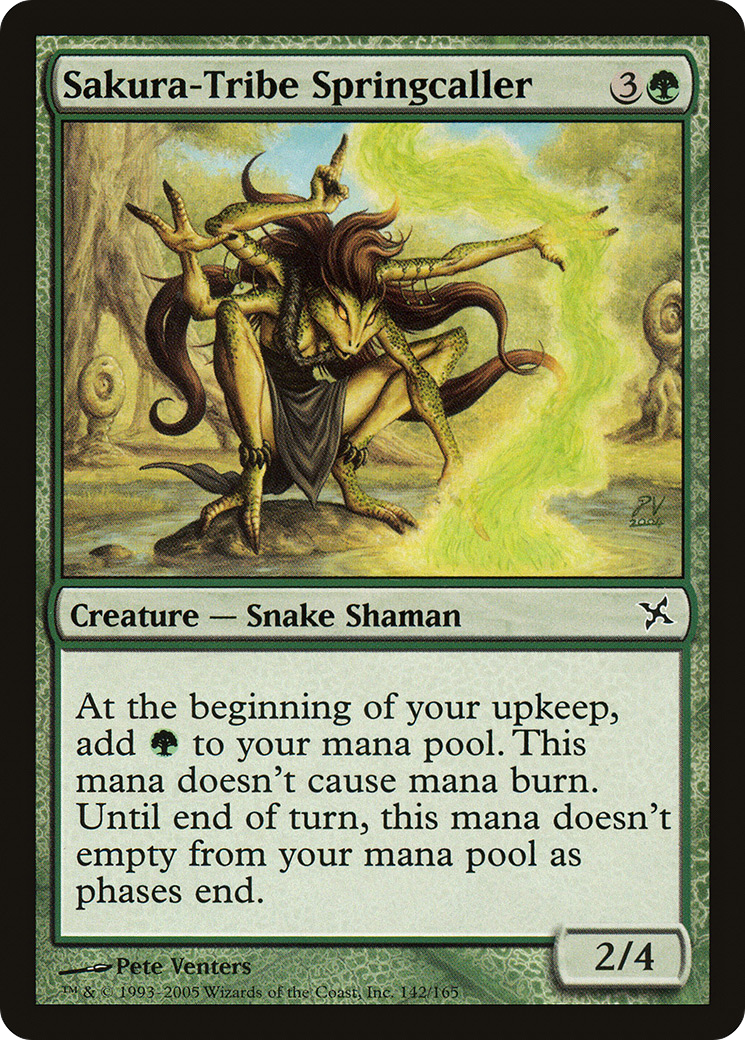 Sakura-Tribe Springcaller 3
PV
2004
Creature — Snake Shaman
At the beginning of your upkeep,
add to your mana pool. This
mana doesn't cause mana burn.
Until end of turn, this mana doesn't
empty from your mana pool as
phases end.
2/4
Pete Venters
™ & © 1993–2005 Wizards of the Coast, Inc. 142/165